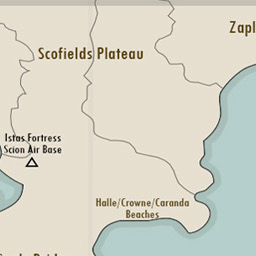 Zapl
Scofields Plateau
Istas Fortress
Scion Air Base
Halle/Crowne/Caranda
Beaches